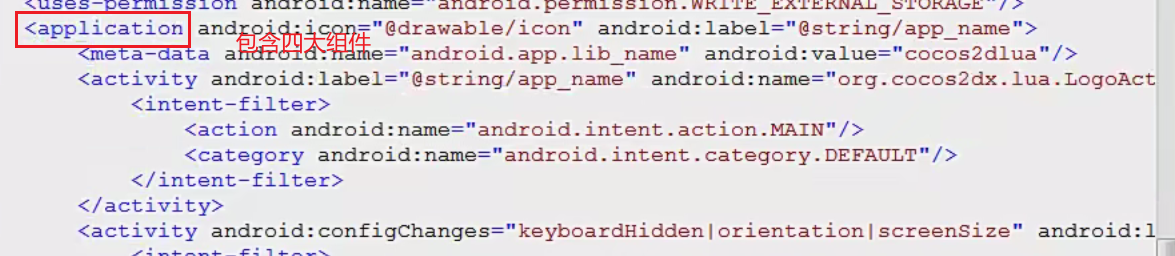 <uses-permission android:name="android.permission.WRITE_EXTERNAL_STORAGE"/>
<application android:icon="@drawable/icon" android:label="@string/app_name">
包含四大组件
<meta-data android:name="android.app.lib_name" android:value="cocos2dlua"/>
<activity android:label="@string/app_name" android:name="org.cocos2dx.lua.LogoAct
<intent-filter>
<action android:name="android.intent.action.MAIN"/>
<category android:name="android.intent.category.DEFAULT"/>
</intent-filter>
</activity>
<activity android:configChanges="keyboardHidden|orientation|screenSize" android:l
<intent-filter>